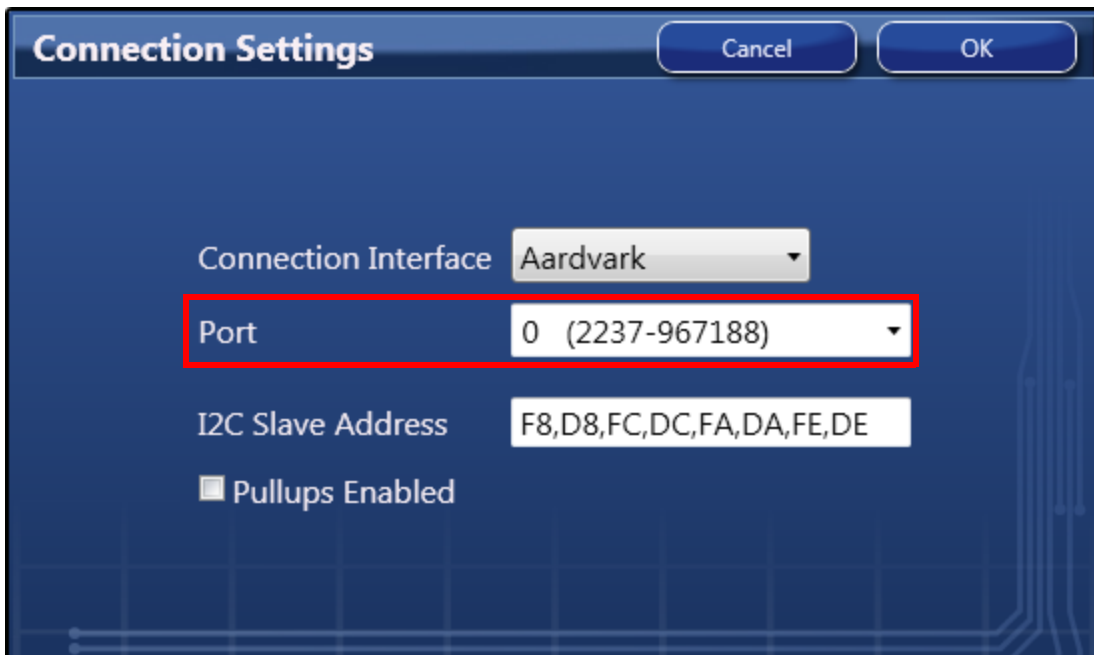 Connection Settings Cancel OK
Connection Interface Aardvark
Port 0 (2237-967188)
I2C Slave Address F8,D8,FC,DC,FA,DA,FE,DE
Pullups Enabled